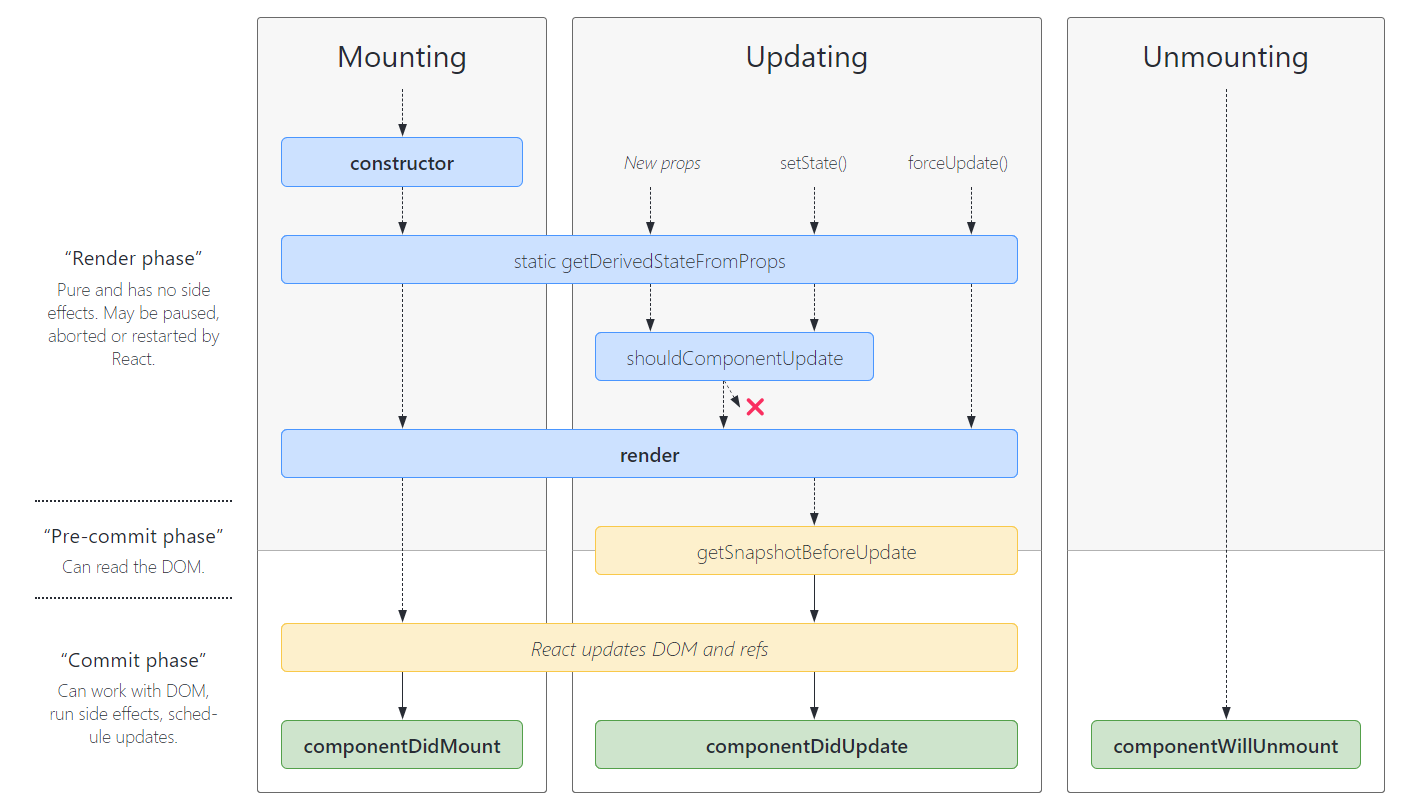 Mounting
Updating
Unmounting
constructor
New props
setState()
forceUpdate()
“Render phase”
Pure and has no side
effects. May be paused,
aborted or restarted by
React.
static getDerivedStateFromProps
shouldComponentUpdate
render
“Pre-commit phase”
Can read the DOM.
getSnapshotBeforeUpdate
“Commit phase”
Can work with DOM,
run side effects, sched-
ule updates.
React updates DOM and refs
componentDidMount
componentDidUpdate
componentWillUnmount